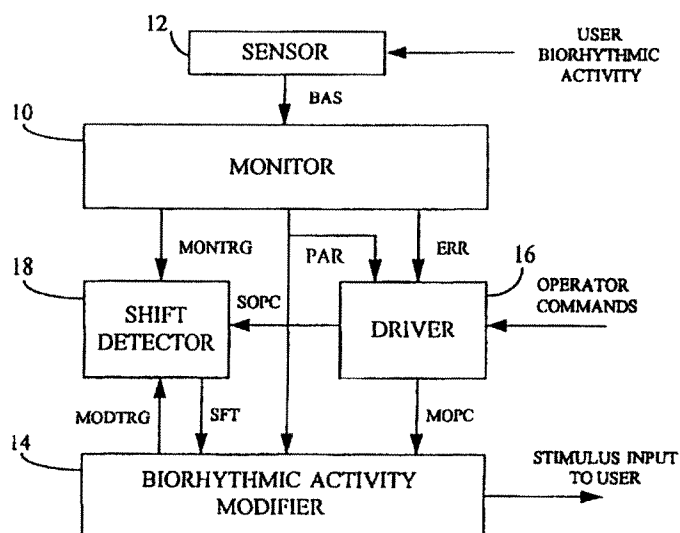 12
SENSOR
USER
BIORHYTHMIC
ACTIVITY
BAS
10
MONITOR
MONTRG
PAR
ERR
18
16
SHIFT
DETECTOR
SOPC
DRIVER
OPERATOR
COMMANDS
MODTRG
SFT
MOPC
14
BIORHYTHMIC ACTIVITY
MODIFIER
STIMULUS INPUT
TO USER